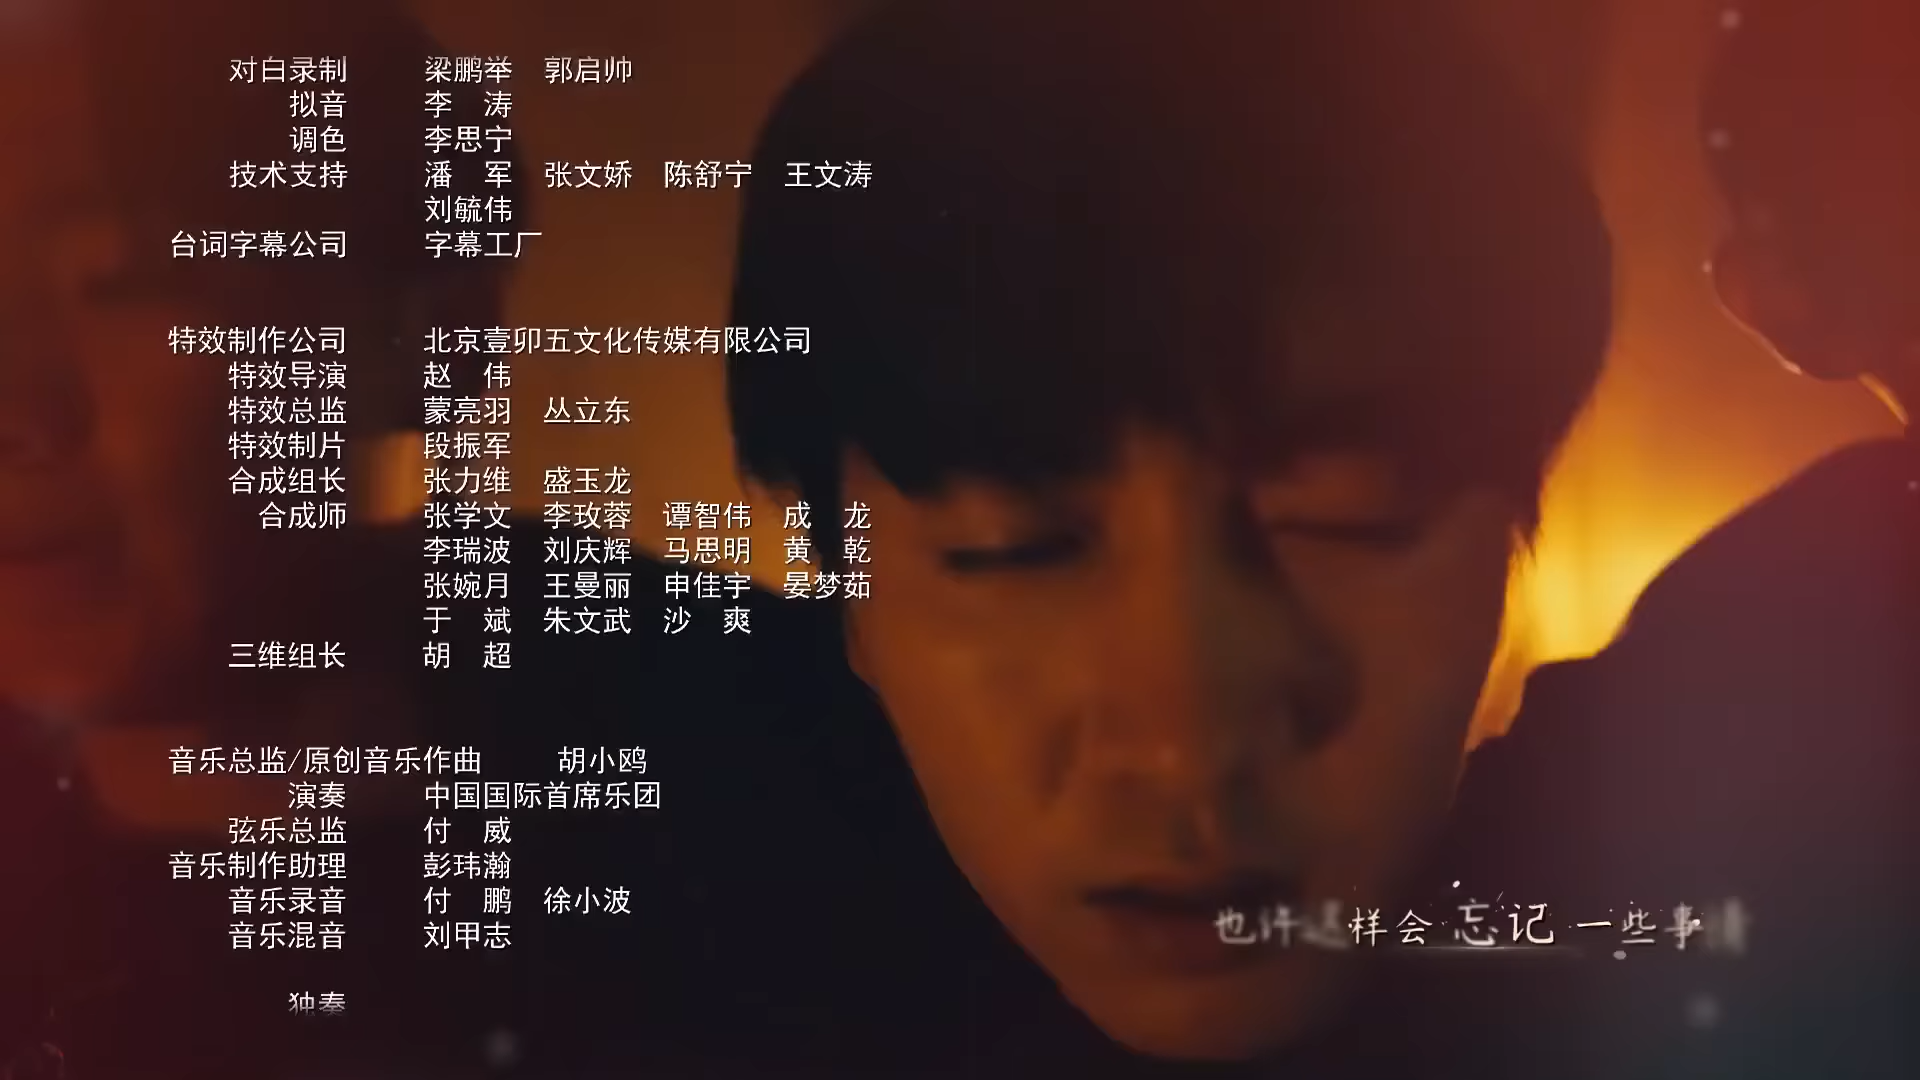 对白录制 梁鹏举 郭启帅
拟音 李 涛
调色 李思宁
技术支持 潘 军 张文娇 陈舒宁 王文涛
刘毓伟
台词字幕公司 字幕工厂
特效制作公司 北京壹卯五文化传媒有限公司
特效导演 赵 伟
特效总监 蒙亮羽 丛立东
特效制片 段振军
合成组长 张力维 盛玉龙
合成师 张学文 李玫蓉 谭智伟 成 龙
李瑞波 刘庆辉 马思明 黄 乾
张婉月 王曼丽 申佳宇 晏梦茹
于 斌 朱文武 沙 爽
三维组长 胡 超
音乐总监/原创音乐作曲 胡小鸥
演奏 中国国际首席乐团
弦乐总监 付 威
音乐制作助理 彭玮瀚
音乐录音 付 鹏 徐小波
音乐混音 刘甲志
也许这样会忘记一些事情
独奏